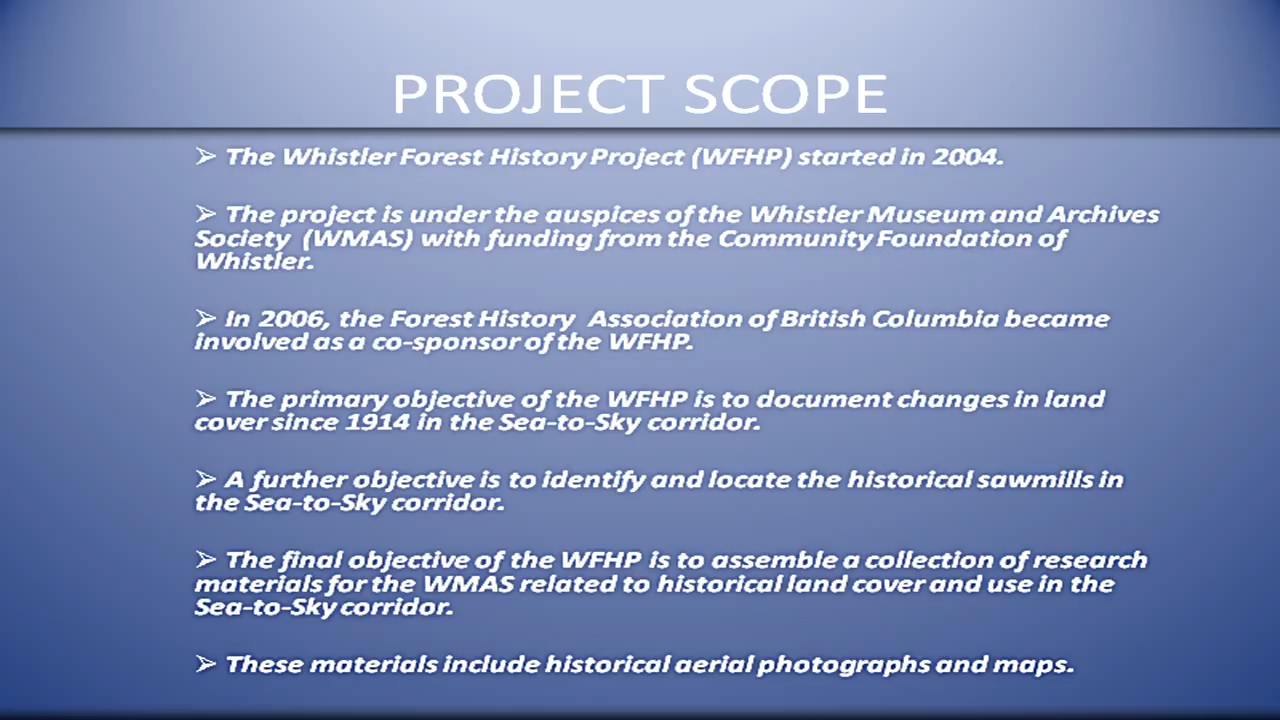 PROJECT SCOPE
➢ The Whistler Forest History Project (WFHP) started in 2004.
➢ The project is under the auspices of the Whistler Museum and Archives
Society (WMAS) with funding from the Community Foundation of
Whistler.
➢ In 2006, the Forest History Association of British Columbia became
involved as a co-sponsor of the WFHP.
➢ The primary objective of the WFHP is to document changes in land
cover since 1914 in the Sea-to-Sky corridor.
➢ A further objective is to identify and locate the historical sawmills in
the Sea-to-Sky corridor.
➢ The final objective of the WFHP is to assemble a collection of research
materials for the WMAS related to historical land cover and use in the
Sea-to-Sky corridor.
➢ These materials include historical aerial photographs and maps.